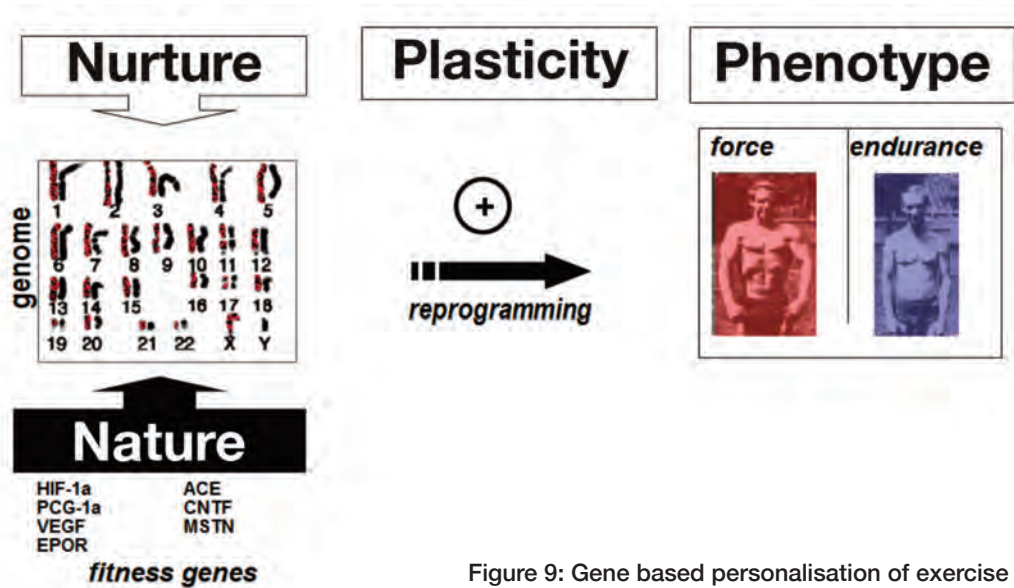 Nurture
Plasticity
Phenotype
genome
1 2 3 4 5
6 7 8 9 10 11 12
13 14 15 16 17 18
19 20 21 22 X Y
+
reprogramming
force endurance
Nature
HIF-1a ACE
PCG-1a CNTF
VEGF MSTN
EPOR
fitness genes
Figure 9: Gene based personalisation of exercise